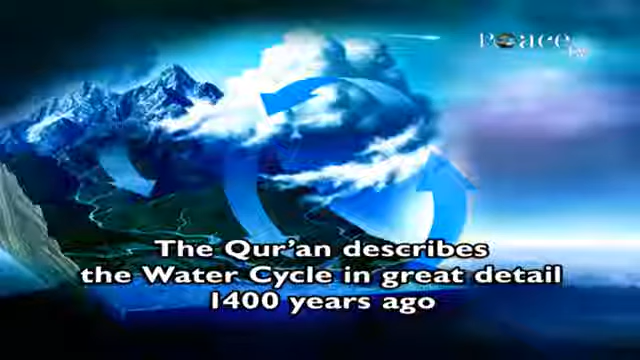 Peace
TV
The Qur'an describes
the Water Cycle in great detail
1400 years ago